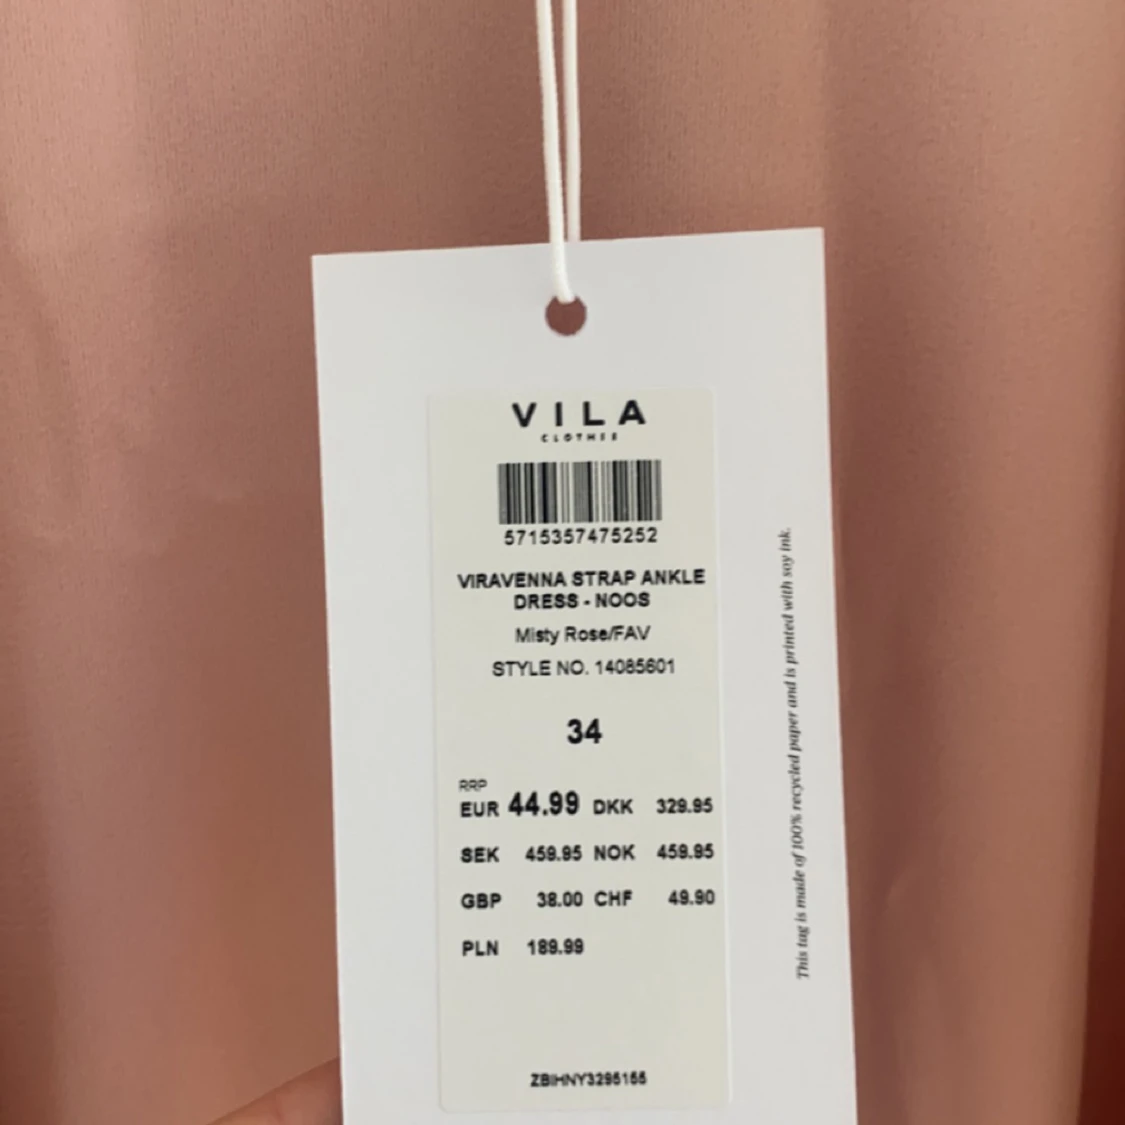 VILA
CLOTHES
5715357475252
VIRAVENNA STRAP ANKLE
DRESS - NOOS
Misty Rose/FAV
STYLE NO. 14085601
34
RRP
EUR 44.99 DKK 329.95
SEK 459.95 NOK 459.95
GBP 38.00 CHF 49.90
PLN 189.99
ZBIHNY3295155
This tag is made of 100% recycled paper and is printed with soy ink.